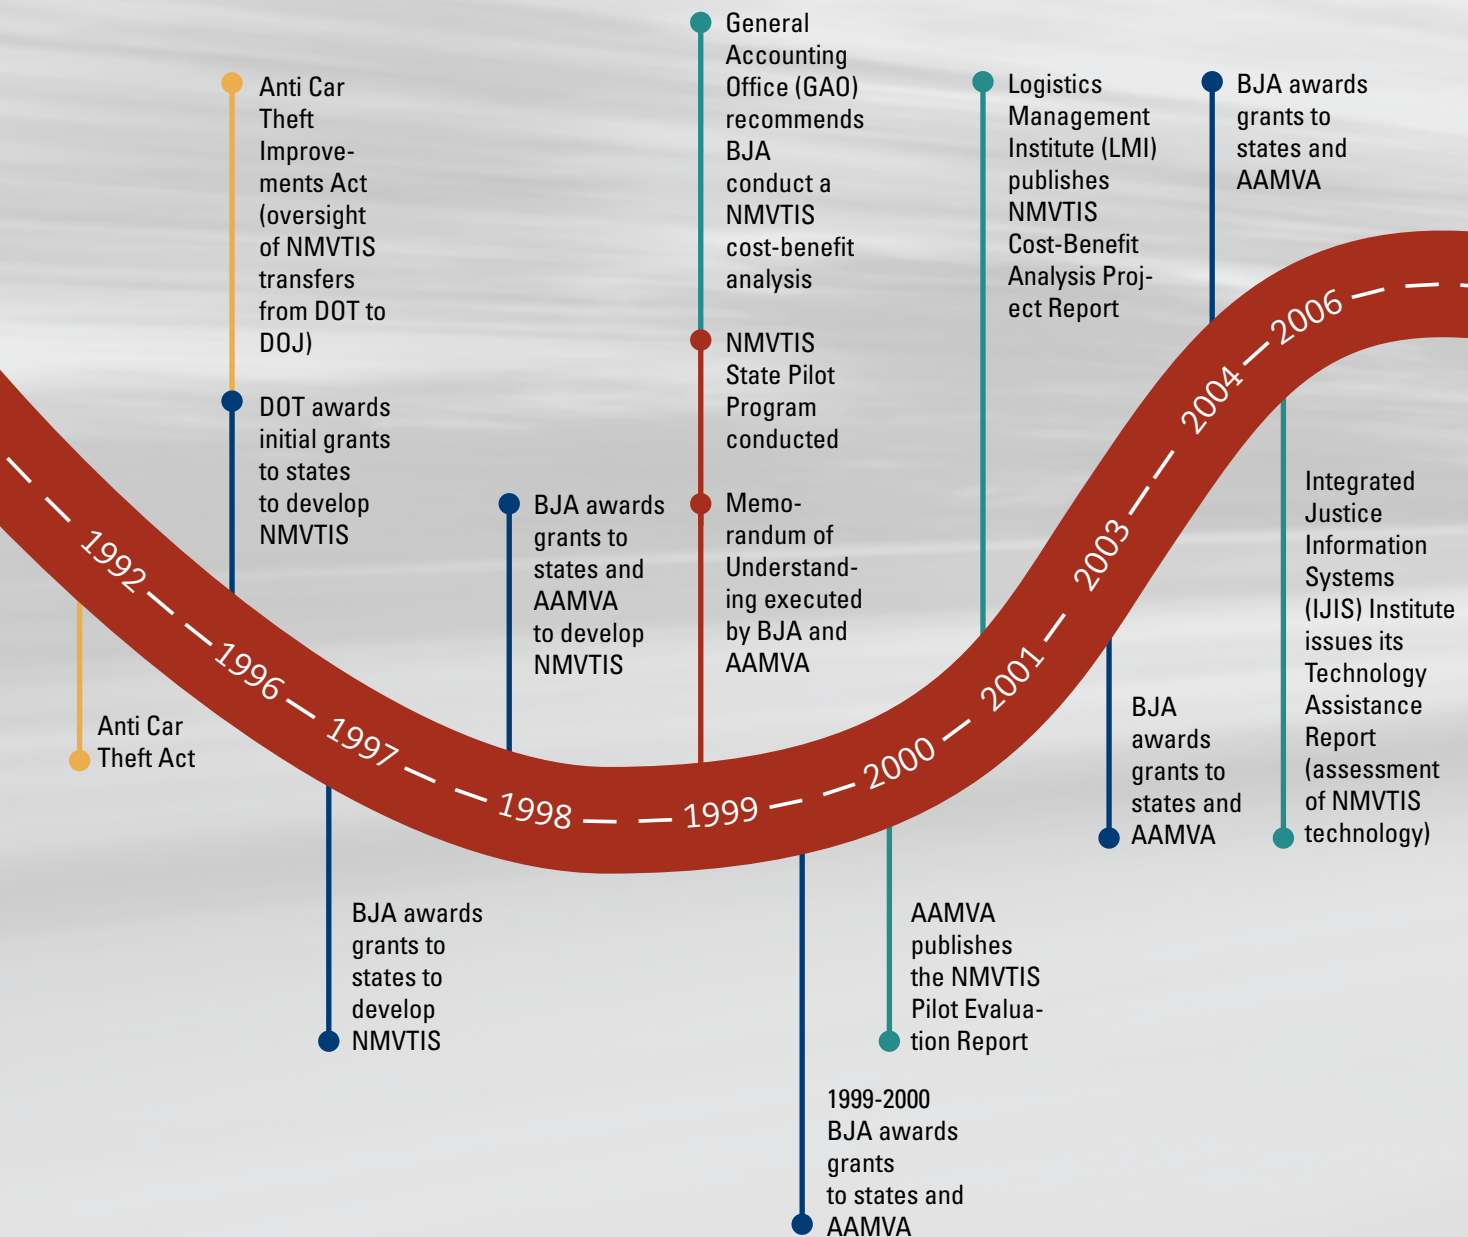 General
Accounting
Office (GAO)
recommends
BJA
conduct a
NMVTIS
cost-benefit
analysis
Anti Car
Theft
Improve-
ments Act
(oversight
of NMVTIS
transfers
from DOT to
DOJ)
Logistics
Management
Institute (LMI)
publishes
NMVTIS
Cost-Benefit
Analysis Proj-
ect Report
BJA awards
grants to
states and
AAMVA
DOT awards
initial grants
to states
to develop
NMVTIS
NMVTIS
State Pilot
Program
conducted
BJA awards
grants to
states and
AAMVA
to develop
NMVTIS
Memo-
randum of
Understand-
ing executed
by BJA and
AAMVA
1992
1996
1997
1998
1999
2000
2001
2003
2004
2006
Anti Car
Theft Act
BJA awards
grants to
states to
develop
NMVTIS
1999-2000
BJA awards
grants
to states and
AAMVA
AAMVA
publishes
the NMVTIS
Pilot Evalua-
tion Report
BJA
awards
grants to
states and
AAMVA
Integrated
Justice
Information
Systems
(IJIS) Institute
issues its
Technology
Assistance
Report
(assessment
of NMVTIS
technology)